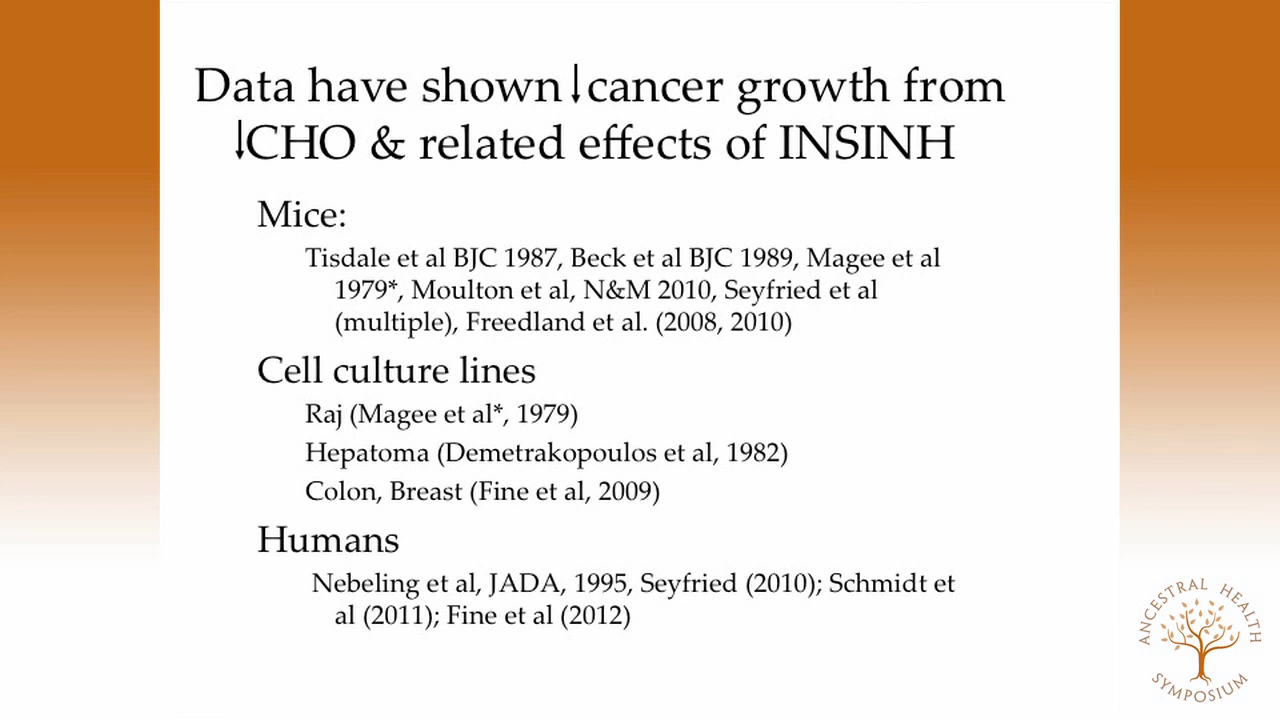 Data have shown ↓cancer growth from
↓CHO & related effects of INSINH
Mice:
Tisdale et al BJC 1987, Beck et al BJC 1989, Magee et al
1979*, Moulton et al, N&M 2010, Seyfried et al
(multiple), Freedland et al. (2008, 2010)
Cell culture lines
Raj (Magee et al*, 1979)
Hepatoma (Demetrakopoulos et al, 1982)
Colon, Breast (Fine et al, 2009)
Humans
Nebeling et al, JADA, 1995, Seyfried (2010); Schmidt et
al (2011); Fine et al (2012)
ANCESTRAL HEALTH
SYMPOSIUM